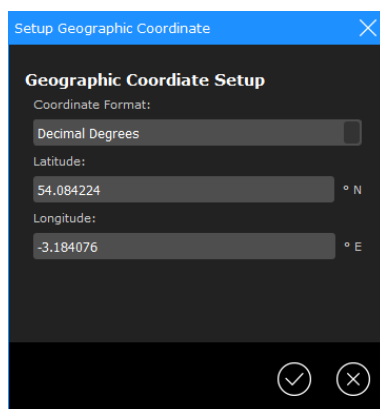 Setup Geographic Coordinate
Geographic Coordiate Setup
Coordinate Format:
Decimal Degrees
Latitude:
54.084224 ° N
Longitude:
-3.184076 ° E